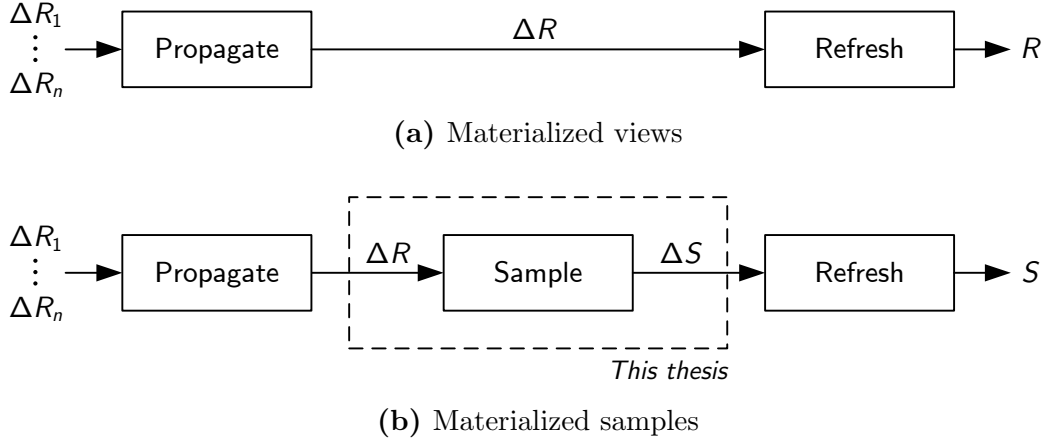 ΔR₁
⋮
ΔRₙ
Propagate
ΔR
Refresh
R
(a) Materialized views
ΔR₁
⋮
ΔRₙ
Propagate
ΔR
Sample
ΔS
Refresh
S
This thesis
(b) Materialized samples